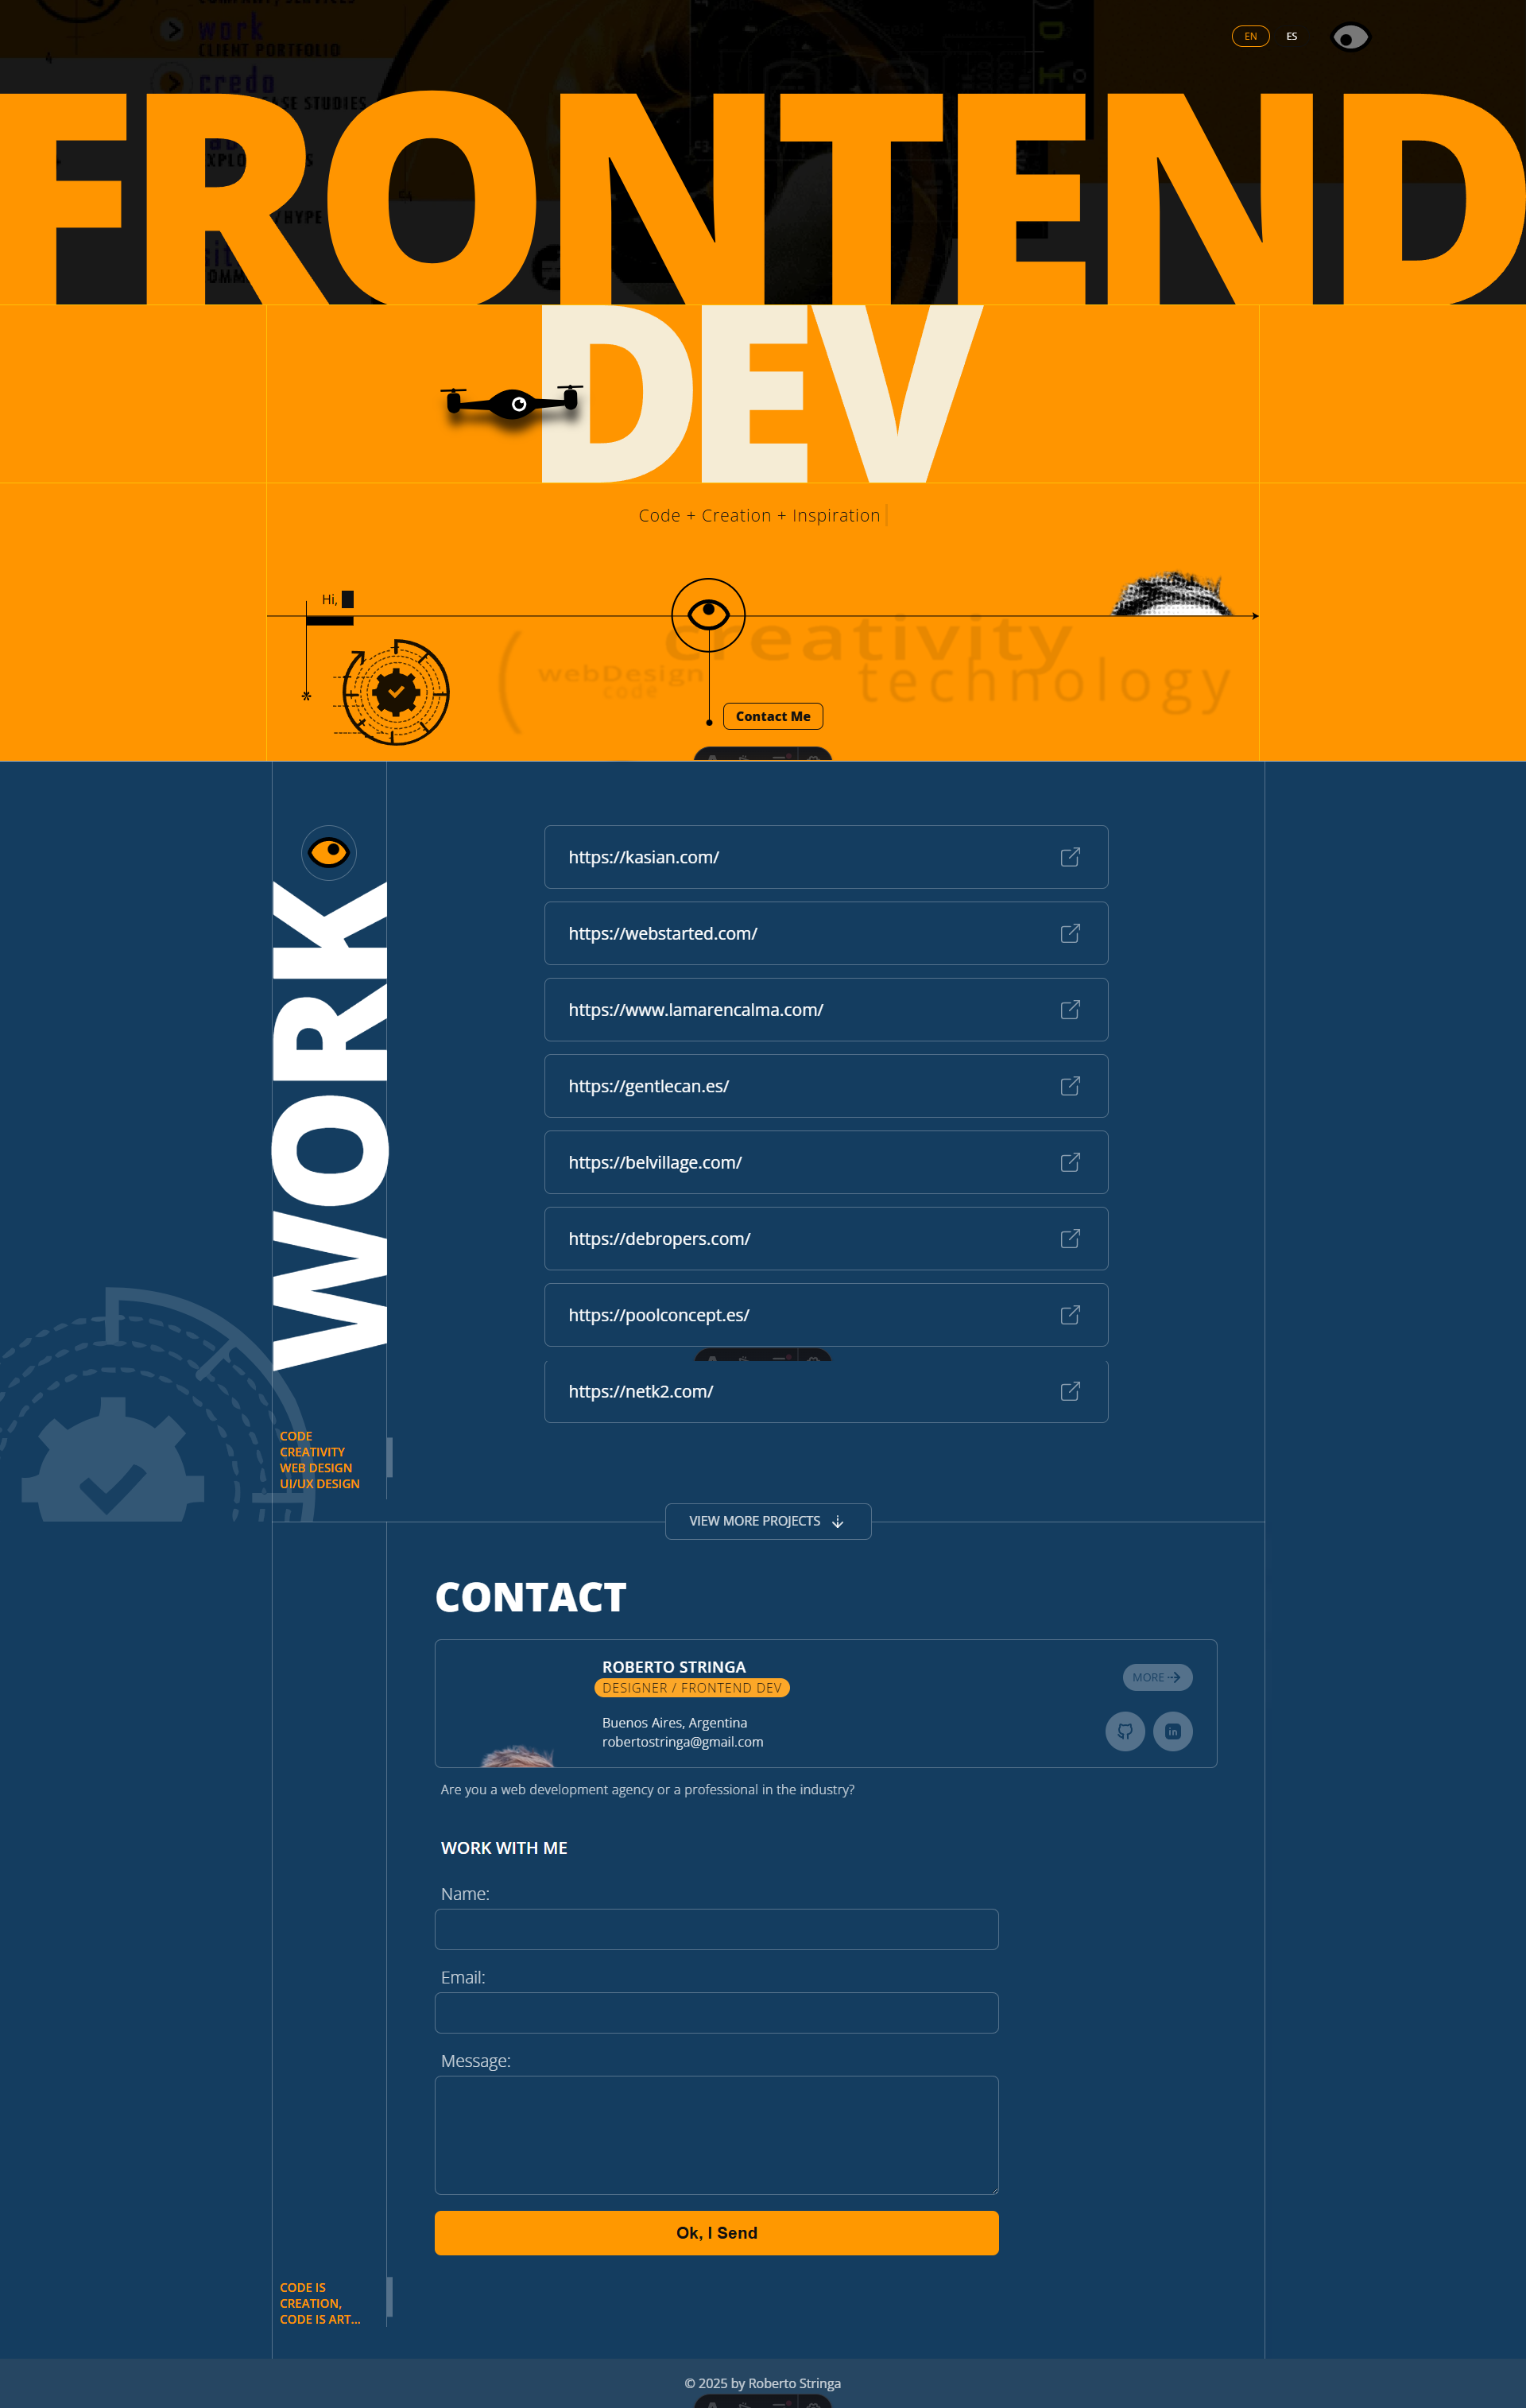 work
CLIENT PORTFOLIO
credo
EN
ES
FRONTEND
DEV
Code + Creation + Inspiration
Hi,
creativity
webDesign
code
technology
Contact Me
WORK
https://kasian.com/
https://webstarted.com/
https://www.lamarencalma.com/
https://gentlecan.es/
https://belvillage.com/
https://debropers.com/
https://poolconcept.es/
https://netk2.com/
CODE
CREATIVITY
WEB DESIGN
UI/UX DESIGN
VIEW MORE PROJECTS
CONTACT
ROBERTO STRINGA
DESIGNER / FRONTEND DEV
MORE
Buenos Aires, Argentina
robertostringa@gmail.com
in
Are you a web development agency or a professional in the industry?
WORK WITH ME
Name:
Email:
Message:
Ok, I Send
CODE IS
CREATION,
CODE IS ART...
© 2025 by Roberto Stringa